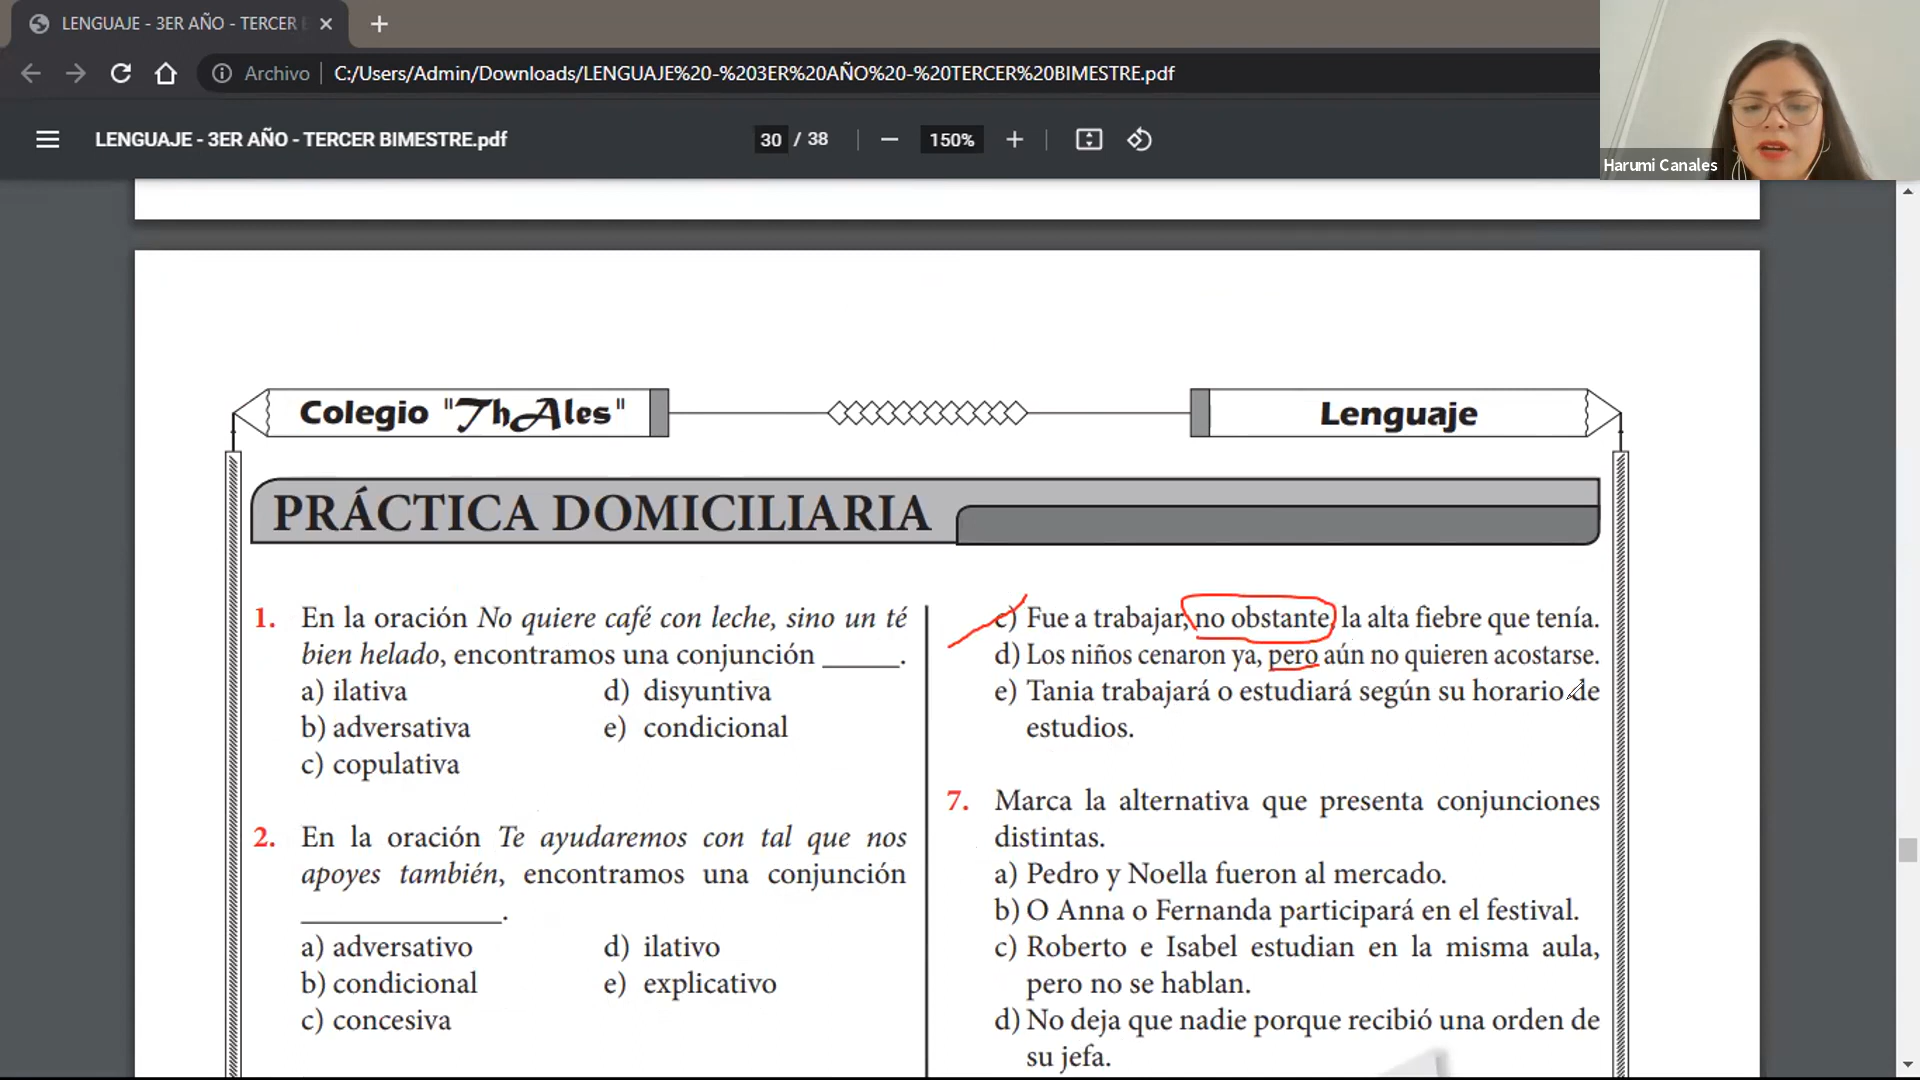 LENGUAJE - 3ER AÑO - TERCER
Archivo
C:/Users/Admin/Downloads/LENGUAJE%20-%203ER%20AÑO%20-%20TERCER%20BIMESTRE.pdf
LENGUAJE - 3ER AÑO - TERCER BIMESTRE.pdf
30 / 38
150%
Harumi Canales
Colegio "ThAles"
Lenguaje
PRÁCTICA DOMICILIARIA
1. En la oración No quiere café con leche, sino un té
bien helado, encontramos una conjunción _____.
a) ilativa
d) disyuntiva
b) adversativa
e) condicional
c) copulativa
2. En la oración Te ayudaremos con tal que nos
apoyes también, encontramos una conjunción
_____________.
a) adversativo
d) ilativo
b) condicional
e) explicativo
c) concesiva
c) Fue a trabajar, no obstante, la alta fiebre que tenía.
d) Los niños cenaron ya, pero aún no quieren acostarse.
e) Tania trabajará o estudiará según su horario de
estudios.
7. Marca la alternativa que presenta conjunciones
distintas.
a) Pedro y Noella fueron al mercado.
b) O Anna o Fernanda participará en el festival.
c) Roberto e Isabel estudian en la misma aula,
pero no se hablan.
d) No deja que nadie porque recibió una orden de
su jefa.